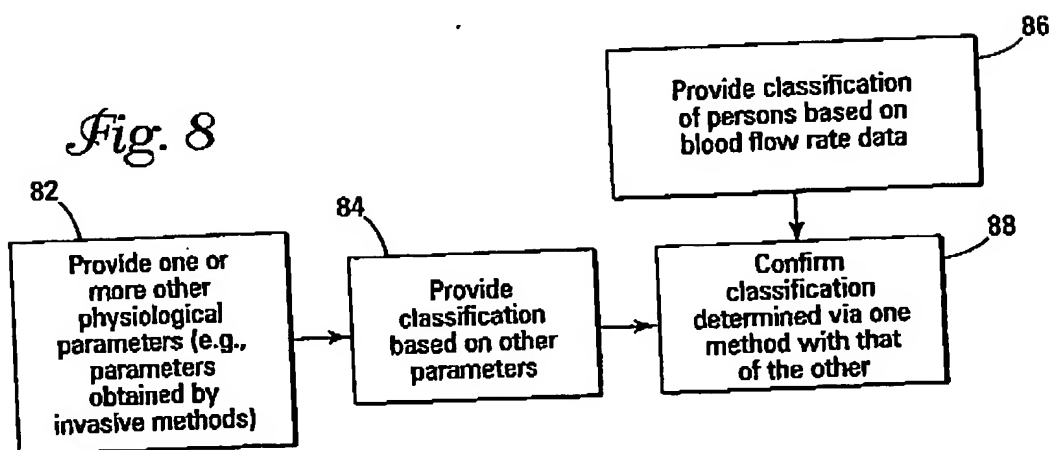 Fig. 8
86
Provide classification
of persons based on
blood flow rate data
82
Provide one or
more other
physiological
parameters (e.g.,
parameters
obtained by
invasive methods)
84
Provide
classification
based on other
parameters
88
Confirm
classification
determined via one
method with that
of the other